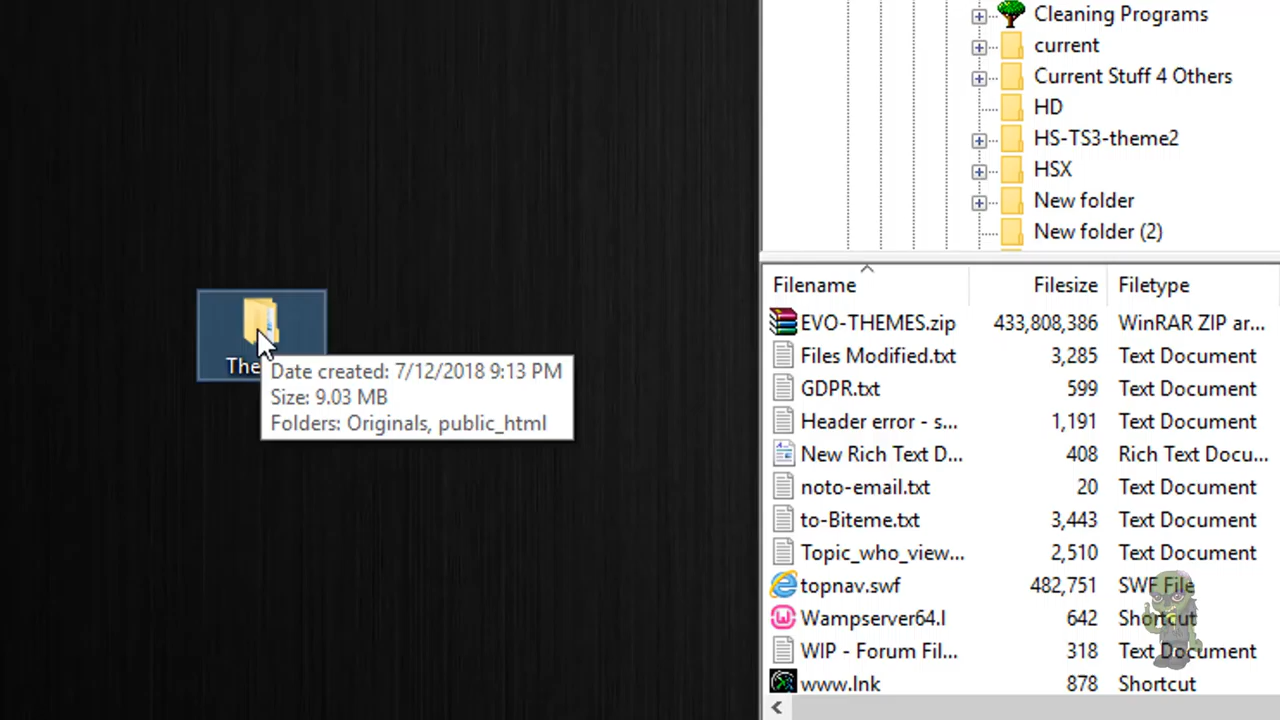 The
Date created: 7/12/2018 9:13 PM
Size: 9.03 MB
Folders: Originals, public_html
Cleaning Programs
current
Current Stuff 4 Others
HD
HS-TS3-theme2
HSX
New folder
New folder (2)
Filename Filesize Filetype
EVO-THEMES.zip 433,808,386 WinRAR ZIP ar...
Files Modified.txt 3,285 Text Document
GDPR.txt 599 Text Document
Header error - s... 1,191 Text Document
New Rich Text D... 408 Rich Text Docu...
noto-email.txt 20 Text Document
to-Biteme.txt 3,443 Text Document
Topic_who_view... 2,510 Text Document
topnav.swf 482,751 SWF File
Wampserver64.l 642 Shortcut
WIP - Forum Fil... 318 Text Document
www.lnk 878 Shortcut